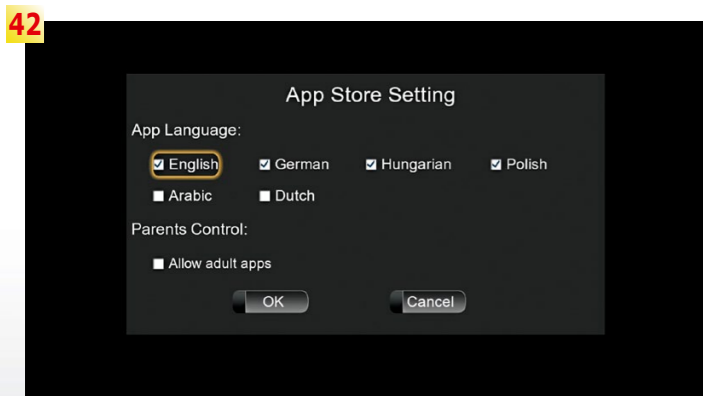 42
App Store Setting
App Language:
English German Hungarian Polish
Arabic Dutch
Parents Control:
Allow adult apps
OK Cancel